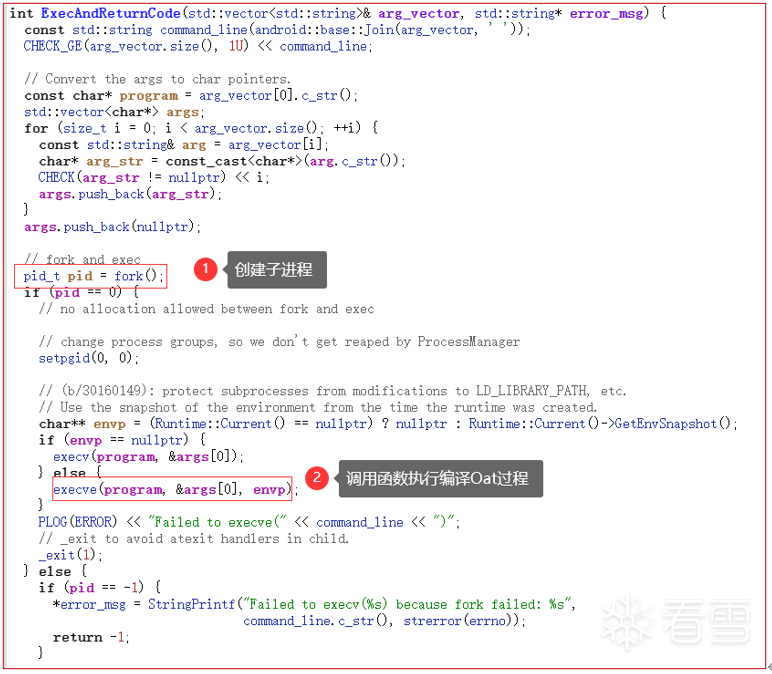 int ExecAndReturnCode(std::vector<std::string>& arg_vector, std::string* error_msg) {
  const std::string command_line(android::base::Join(arg_vector, ' '));
  CHECK_GE(arg_vector.size(), 1U) << command_line;

  // Convert the args to char pointers.
  const char* program = arg_vector[0].c_str();
  std::vector<char*> args;
  for (size_t i = 0; i < arg_vector.size(); ++i) {
    const std::string& arg = arg_vector[i];
    char* arg_str = const_cast<char*>(arg.c_str());
    CHECK(arg_str != nullptr) << i;
    args.push_back(arg_str);
  }
  args.push_back(nullptr);

  // fork and exec
  pid_t pid = fork(); 1 创建子进程
  if (pid == 0) {
    // no allocation allowed between fork and exec

    // change process groups, so we don't get reaped by ProcessManager
    setpgid(0, 0);

    // (b/30160149): protect subprocesses from modifications to LD_LIBRARY_PATH, etc.
    // Use the snapshot of the environment from the time the runtime was created.
    char** envp = (Runtime::Current() == nullptr) ? nullptr : Runtime::Current()->GetEnvSnapshot();
    if (envp == nullptr) {
      execv(program, &args[0]);
    } else {
      execve(program, &args[0], envp); 2 调用函数执行编译Oat过程
    }
    PLOG(ERROR) << "Failed to execve(" << command_line << ")";
    // _exit to avoid atexit handlers in child.
    _exit(1);
  } else {
    if (pid == -1) {
      *error_msg = StringPrintf("Failed to execv(%s) because fork failed: %s",
                                command_line.c_str(), strerror(errno));
      return -1;
    }
看雪